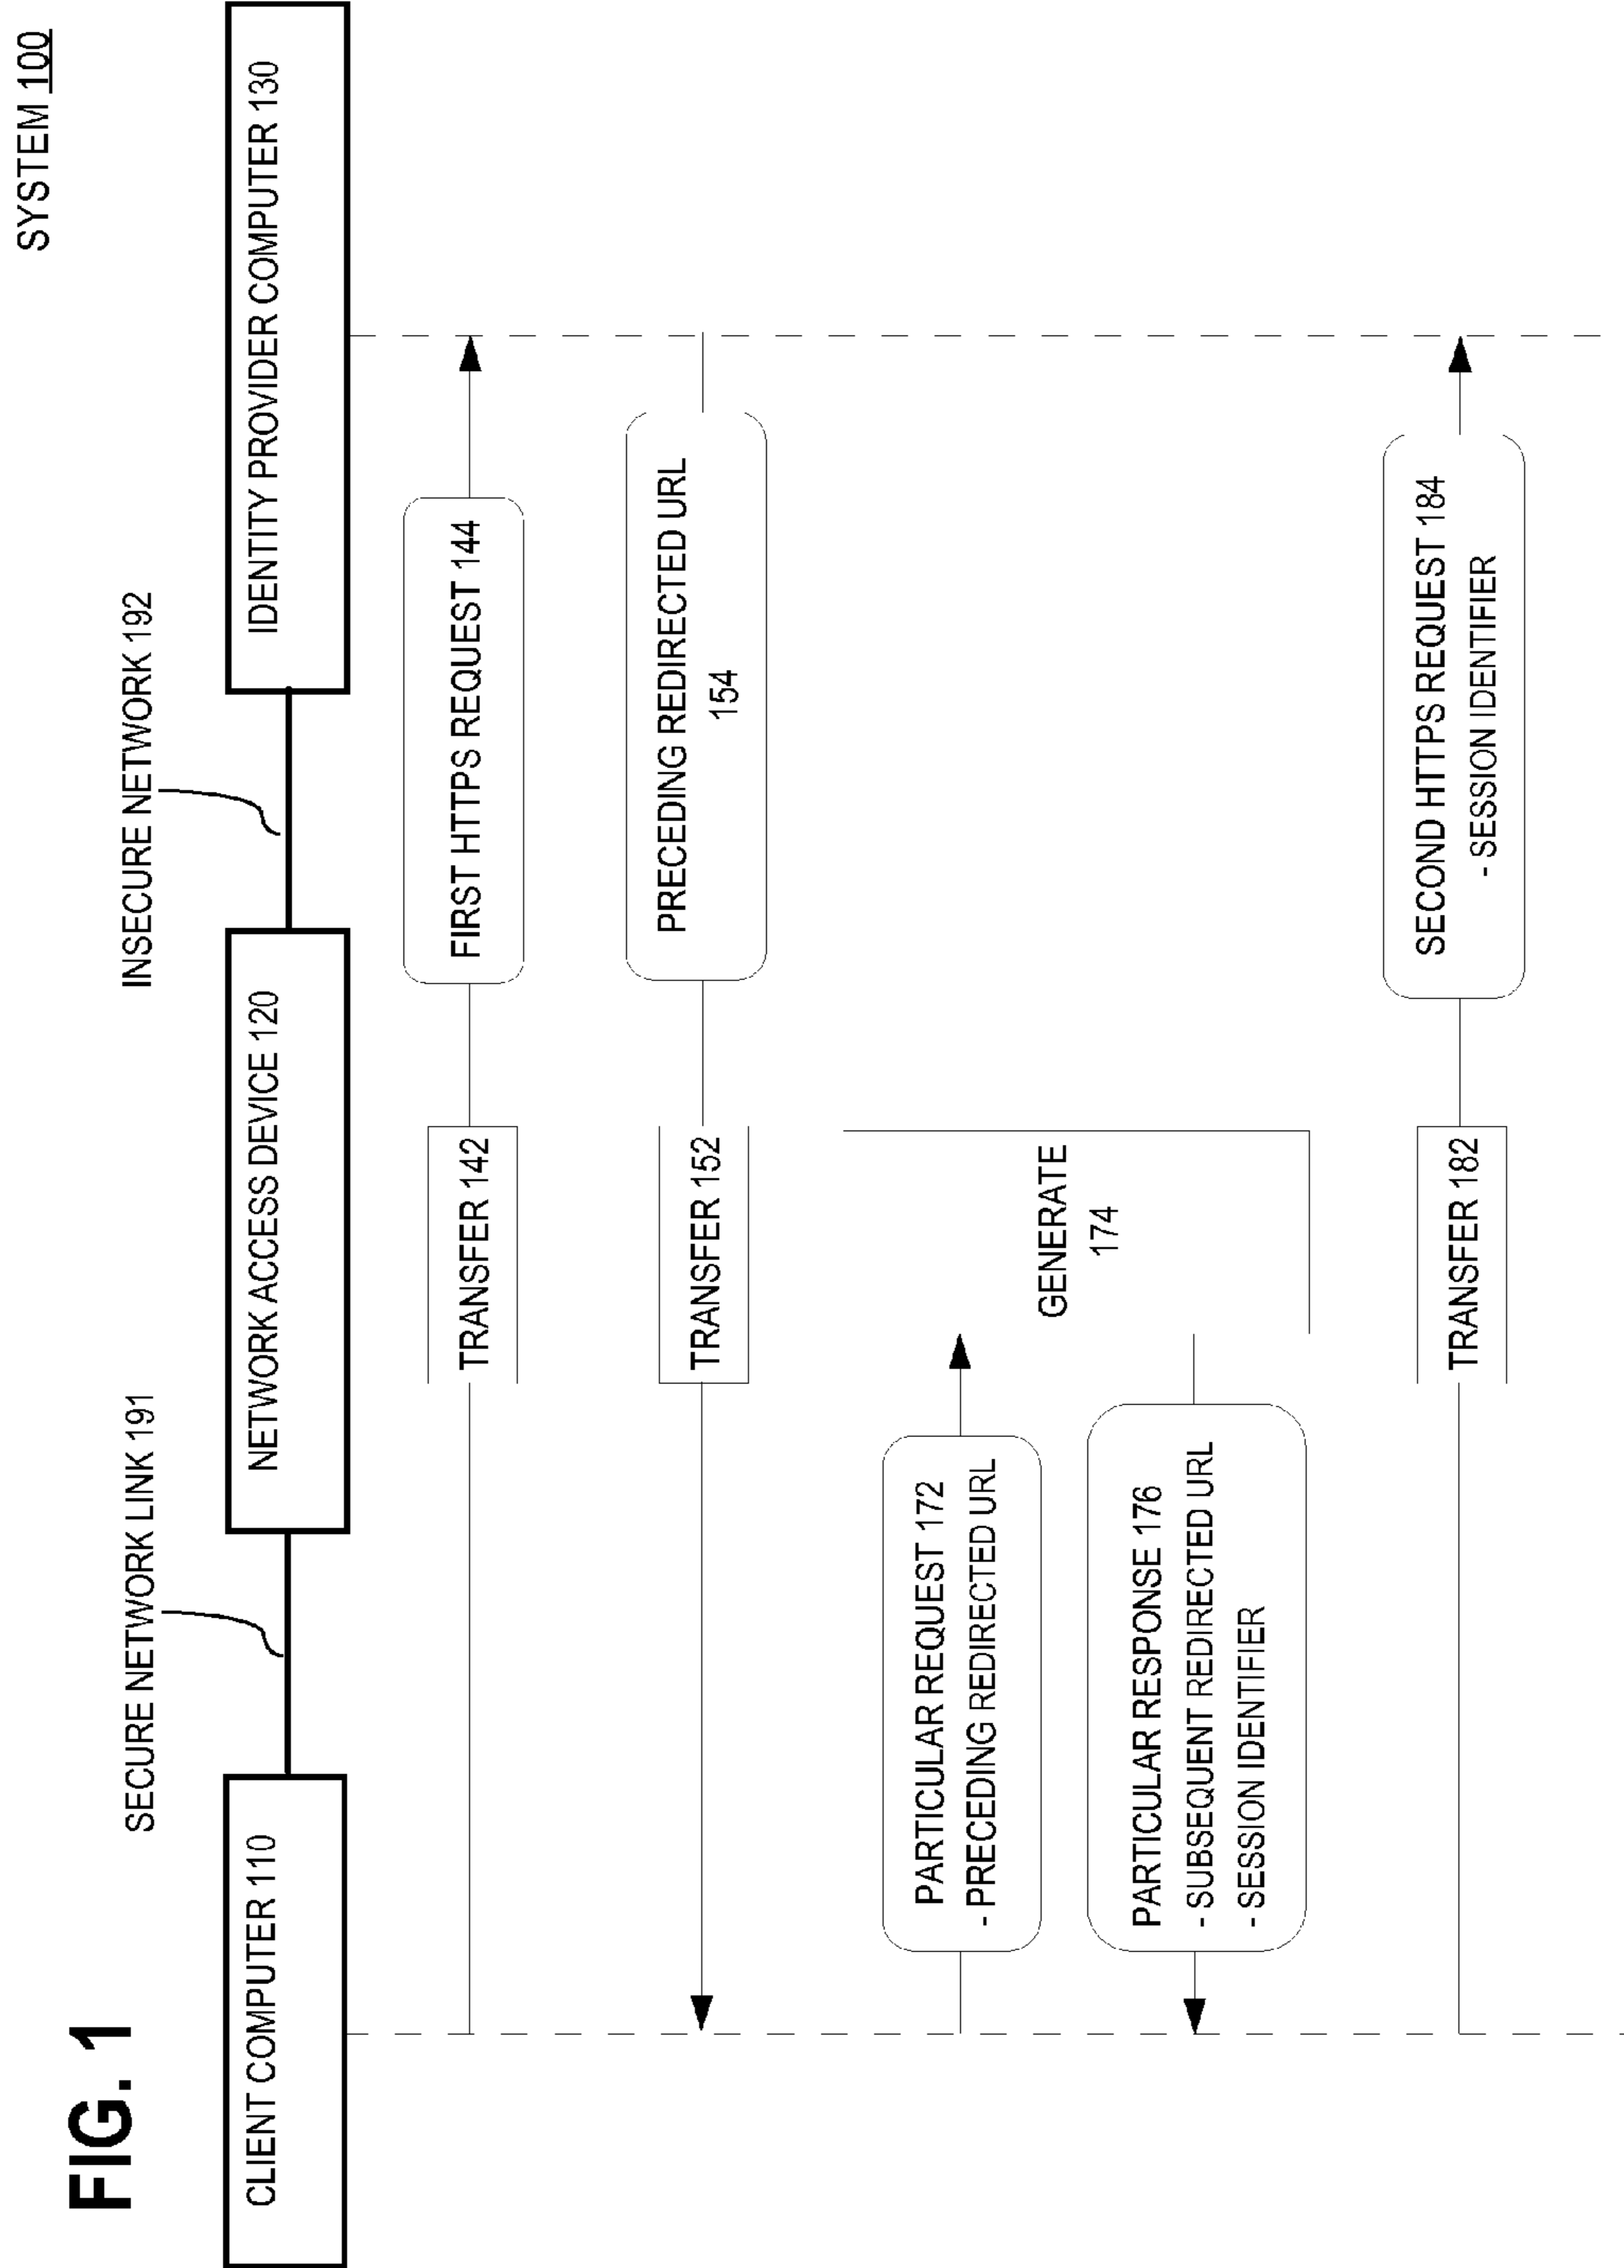 FIG. 1
SYSTEM 100
SECURE NETWORK LINK 191
INSECURE NETWORK 192
CLIENT COMPUTER 110
NETWORK ACCESS DEVICE 120
IDENTITY PROVIDER COMPUTER 130
TRANSFER 142
FIRST HTTPS REQUEST 144
TRANSFER 152
PRECEDING REDIRECTED URL
154
PARTICULAR REQUEST 172
- PRECEDING REDIRECTED URL
GENERATE
174
PARTICULAR RESPONSE 176
- SUBSEQUENT REDIRECTED URL
- SESSION IDENTIFIER
TRANSFER 182
SECOND HTTPS REQUEST 184
- SESSION IDENTIFIER